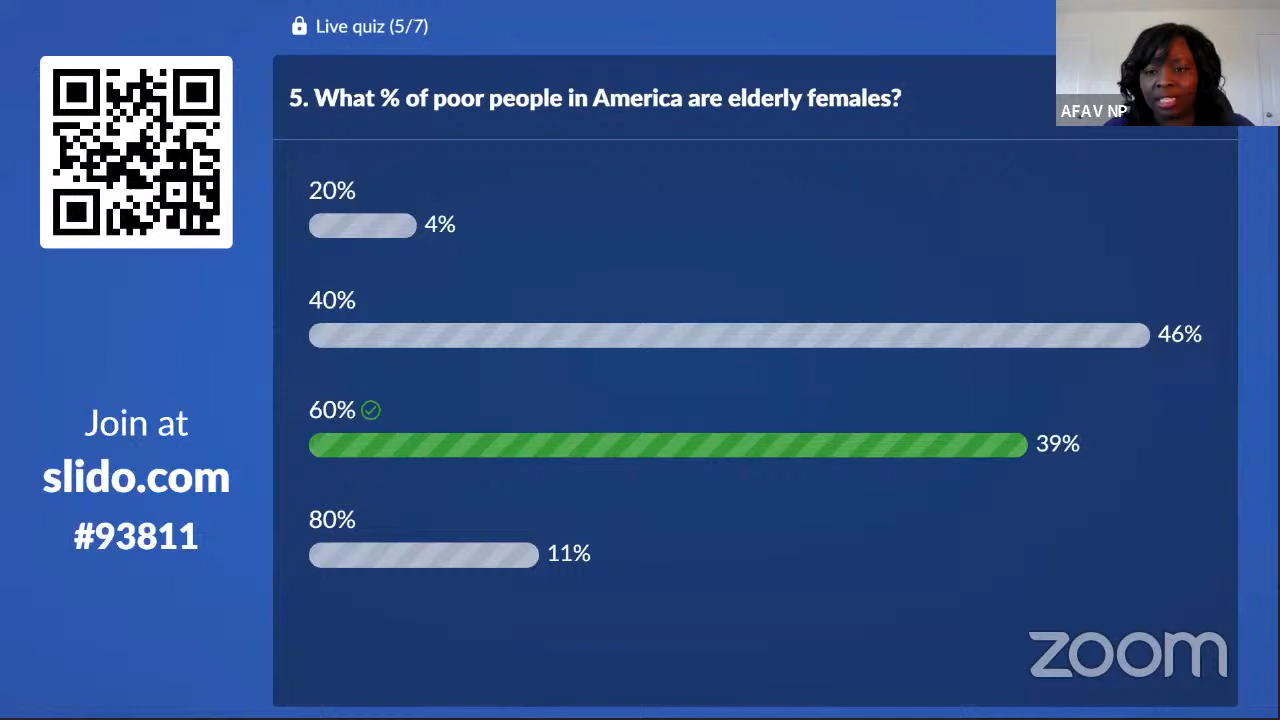 Live quiz (5/7)
5. What % of poor people in America are elderly females?
AFAV NP
20%
4%
40%
46%
60%
39%
80%
11%
Join at
slido.com
#93811
zoom